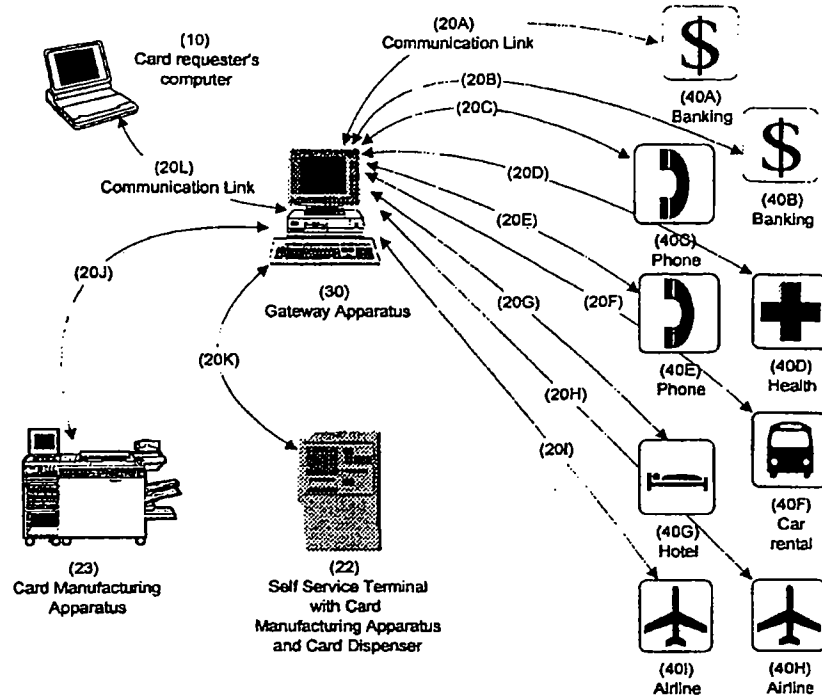 (10)
Card requester's
computer
(20A)
Communication Link
(20B)
(20C)
(40A)
Banking
(20L)
Communication Link
(20D)
(40B)
Banking
(20E)
(40C)
Phone
(20J)
(30)
Gateway Apparatus
(20G)
(20F)
(20K)
(40E)
Phone
(40D)
Health
(20H)
(20I)
(40F)
Car
rental
(40G)
Hotel
(23)
Card Manufacturing
Apparatus
(22)
Self Service Terminal
with Card
Manufacturing Apparatus
and Card Dispenser
(40I)
Airline
(40H)
Airline